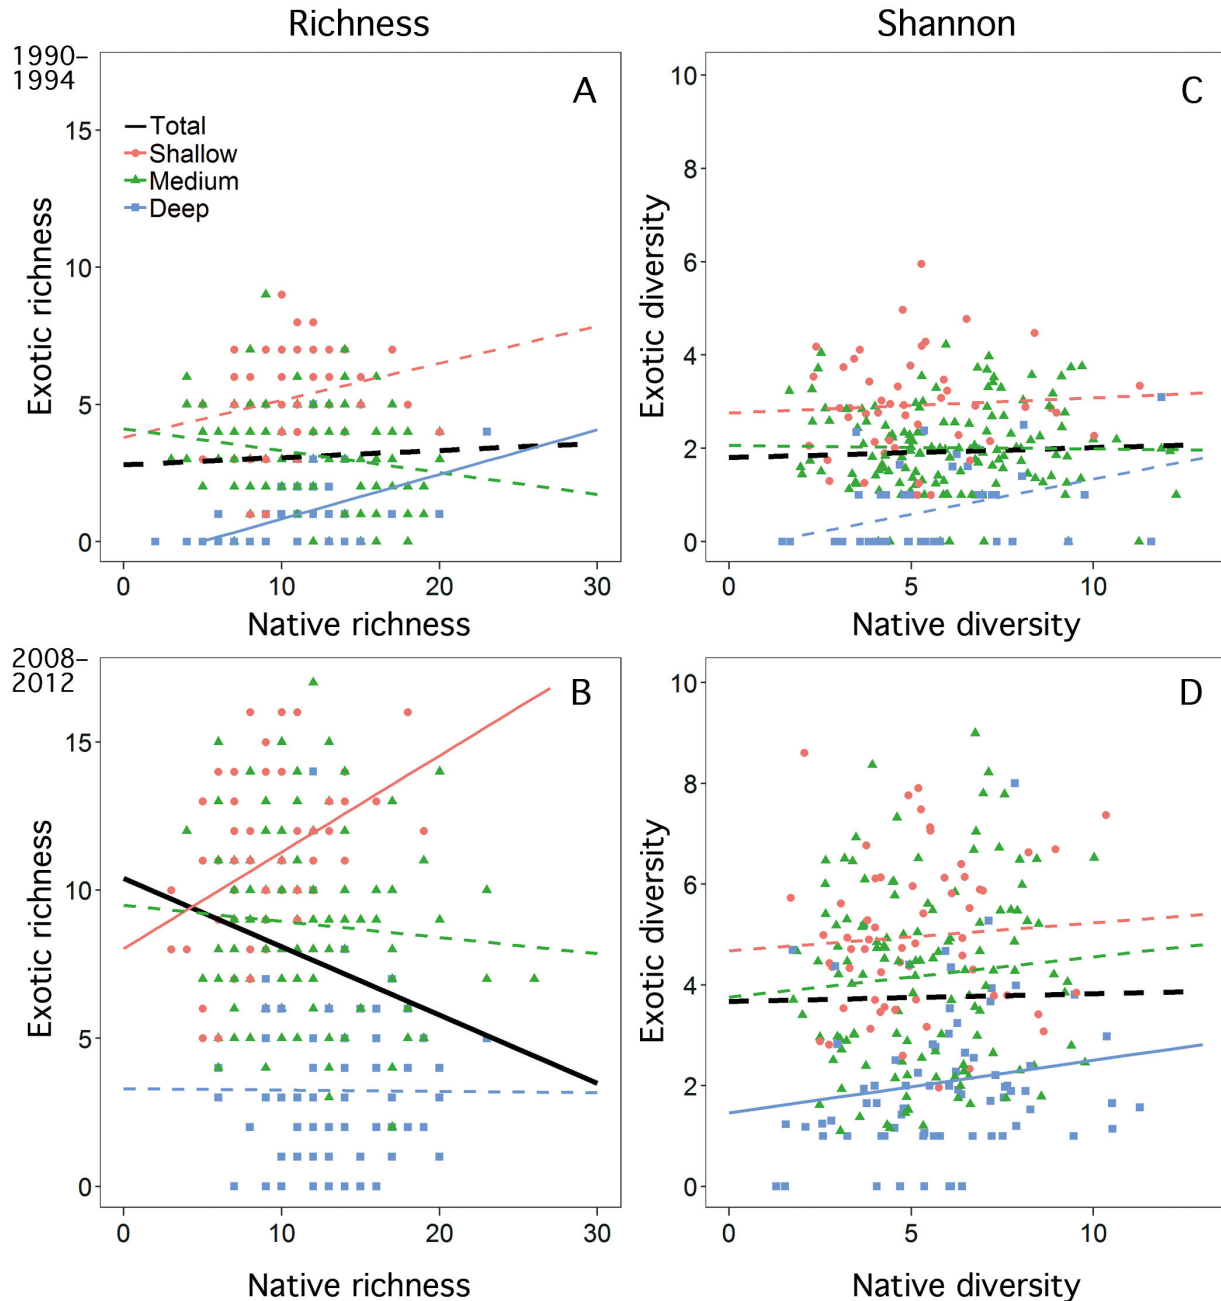 Richness
Shannon
1990–
1994
A
Total
Shallow
Medium
Deep
15
10
5
0
Exotic richness
0 10 20 30
Native richness
C
10
8
6
4
2
0
Exotic diversity
0 5 10
Native diversity
2008–
2012
B
15
10
5
0
Exotic richness
0 10 20 30
Native richness
D
10
8
6
4
2
0
Exotic diversity
0 5 10
Native diversity